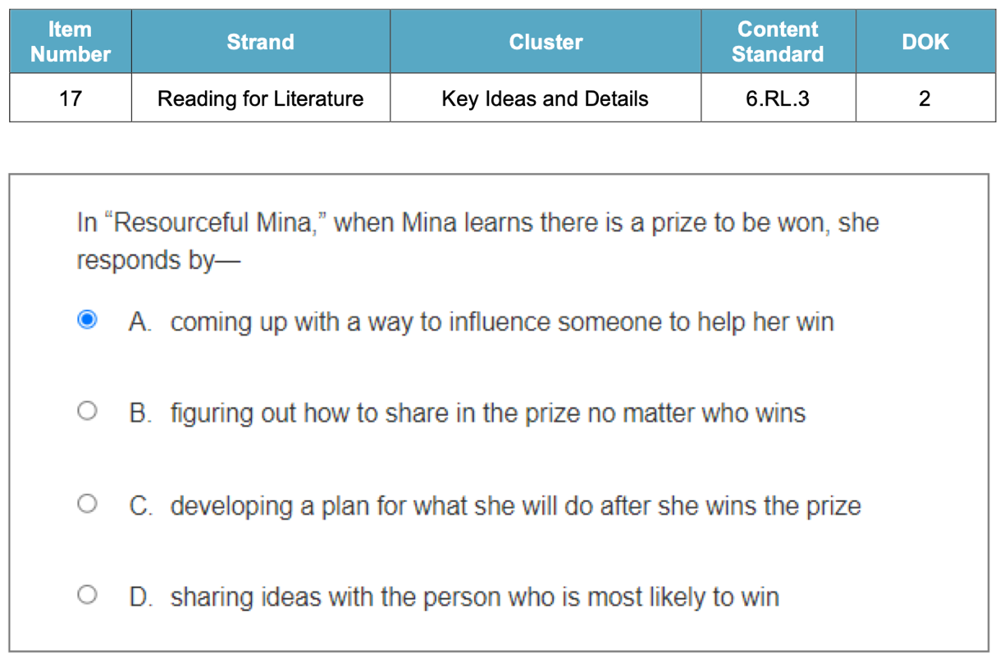 Item
Number
Strand
Cluster
Content
Standard
DOK
17
Reading for Literature
Key Ideas and Details
6.RL.3
2
In “Resourceful Mina,” when Mina learns there is a prize to be won, she
responds by—
A. coming up with a way to influence someone to help her win
B. figuring out how to share in the prize no matter who wins
C. developing a plan for what she will do after she wins the prize
D. sharing ideas with the person who is most likely to win